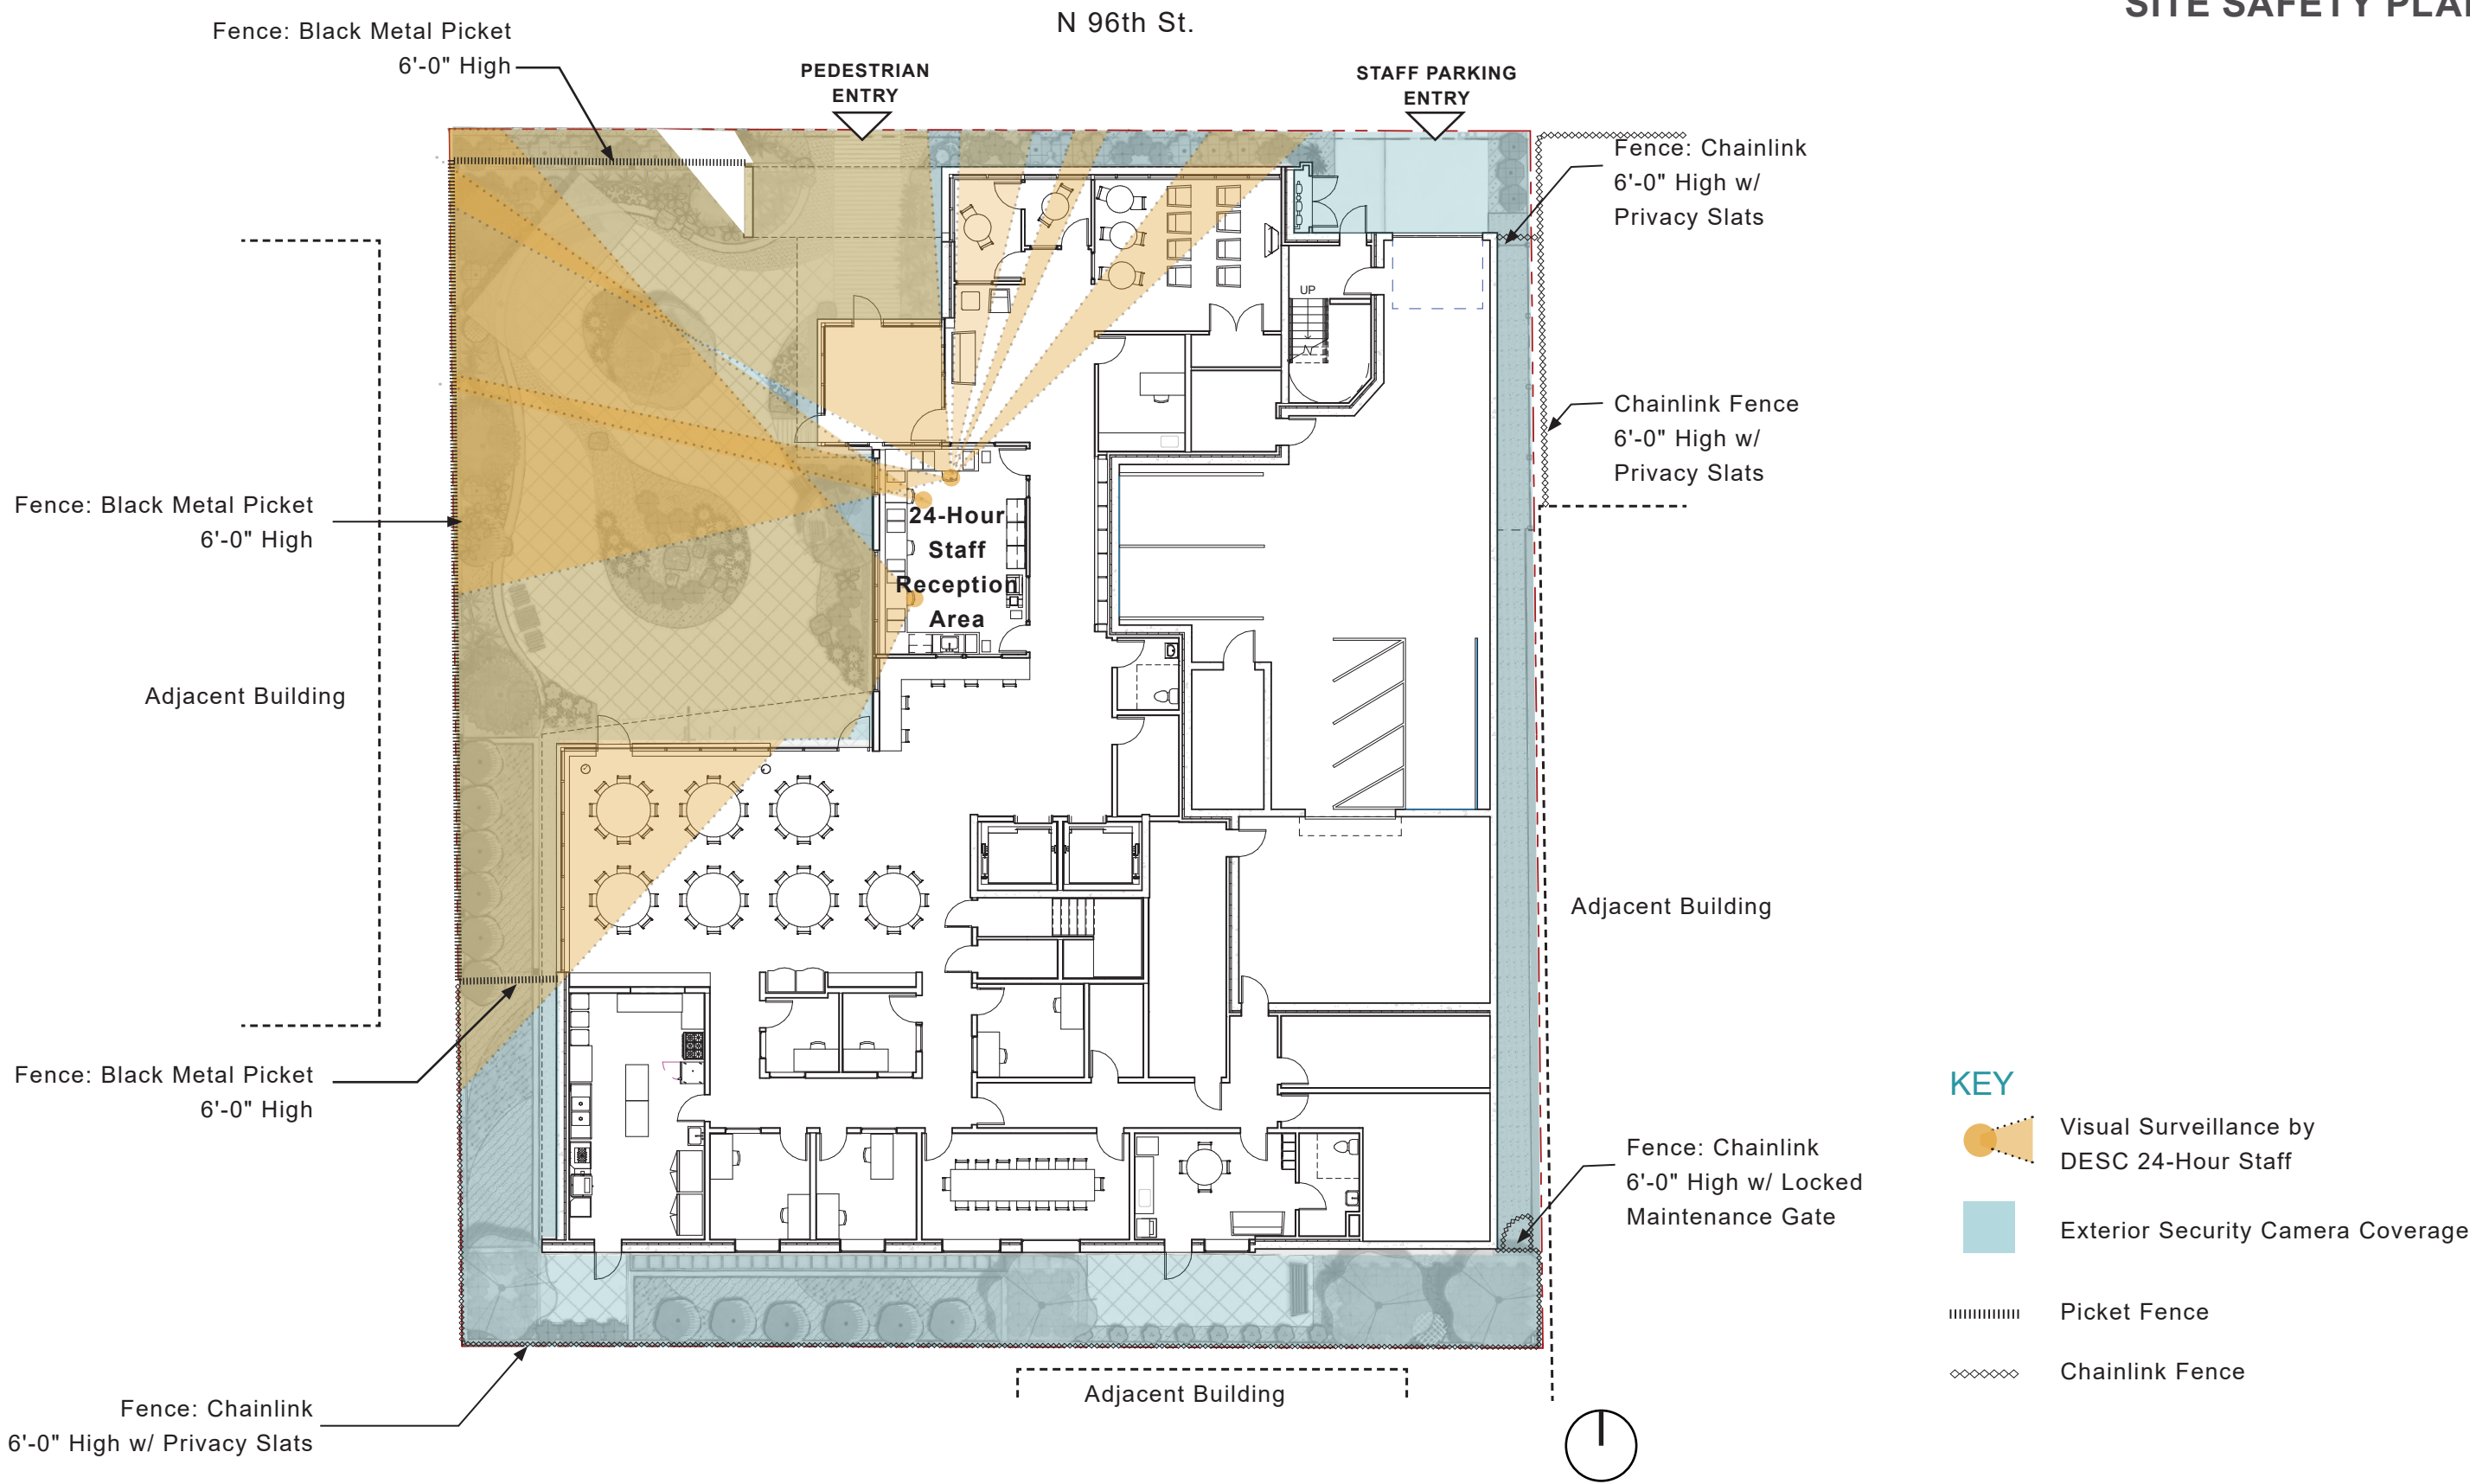 SITE SAFETY PLA
N 96th St.
Fence: Black Metal Picket
6'-0" High
PEDESTRIAN
ENTRY
STAFF PARKING
ENTRY
Fence: Chainlink
6'-0" High w/
Privacy Slats
UP
Chainlink Fence
6'-0" High w/
Privacy Slats
Fence: Black Metal Picket
6'-0" High
24-Hour
Staff
Reception
Area
Adjacent Building
Adjacent Building
Fence: Black Metal Picket
6'-0" High
Fence: Chainlink
6'-0" High w/ Locked
Maintenance Gate
KEY
Visual Surveillance by
DESC 24-Hour Staff
Exterior Security Camera Coverage
Picket Fence
Chainlink Fence
Adjacent Building
Fence: Chainlink
6'-0" High w/ Privacy Slats